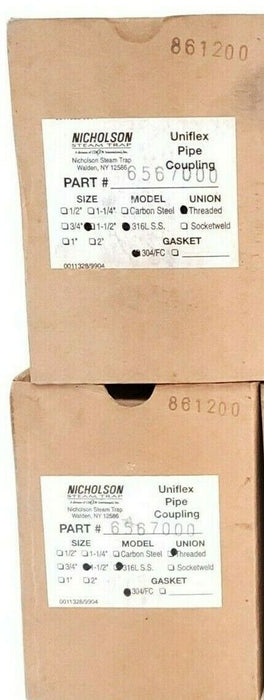 861200
NICHOLSON
STEAM TRAP
Nicholson Steam Trap
Walden, NY 12586
Uniflex
Pipe
Coupling
PART # 6567000
SIZE MODEL UNION
1/2" 1-1/4" Carbon Steel Threaded
3/4" 1-1/2" 316L S.S. Socketweld
1" 2" GASKET
304/FC
0011328/9904
861200
NICHOLSON
STEAM TRAP
Nicholson Steam Trap
Walden, NY 12586
Uniflex
Pipe
Coupling
PART # 6567000
SIZE MODEL UNION
1/2" 1-1/4" Carbon Steel Threaded
3/4" 1-1/2" 316L S.S. Socketweld
1" 2" GASKET
304/FC
0011328/9904